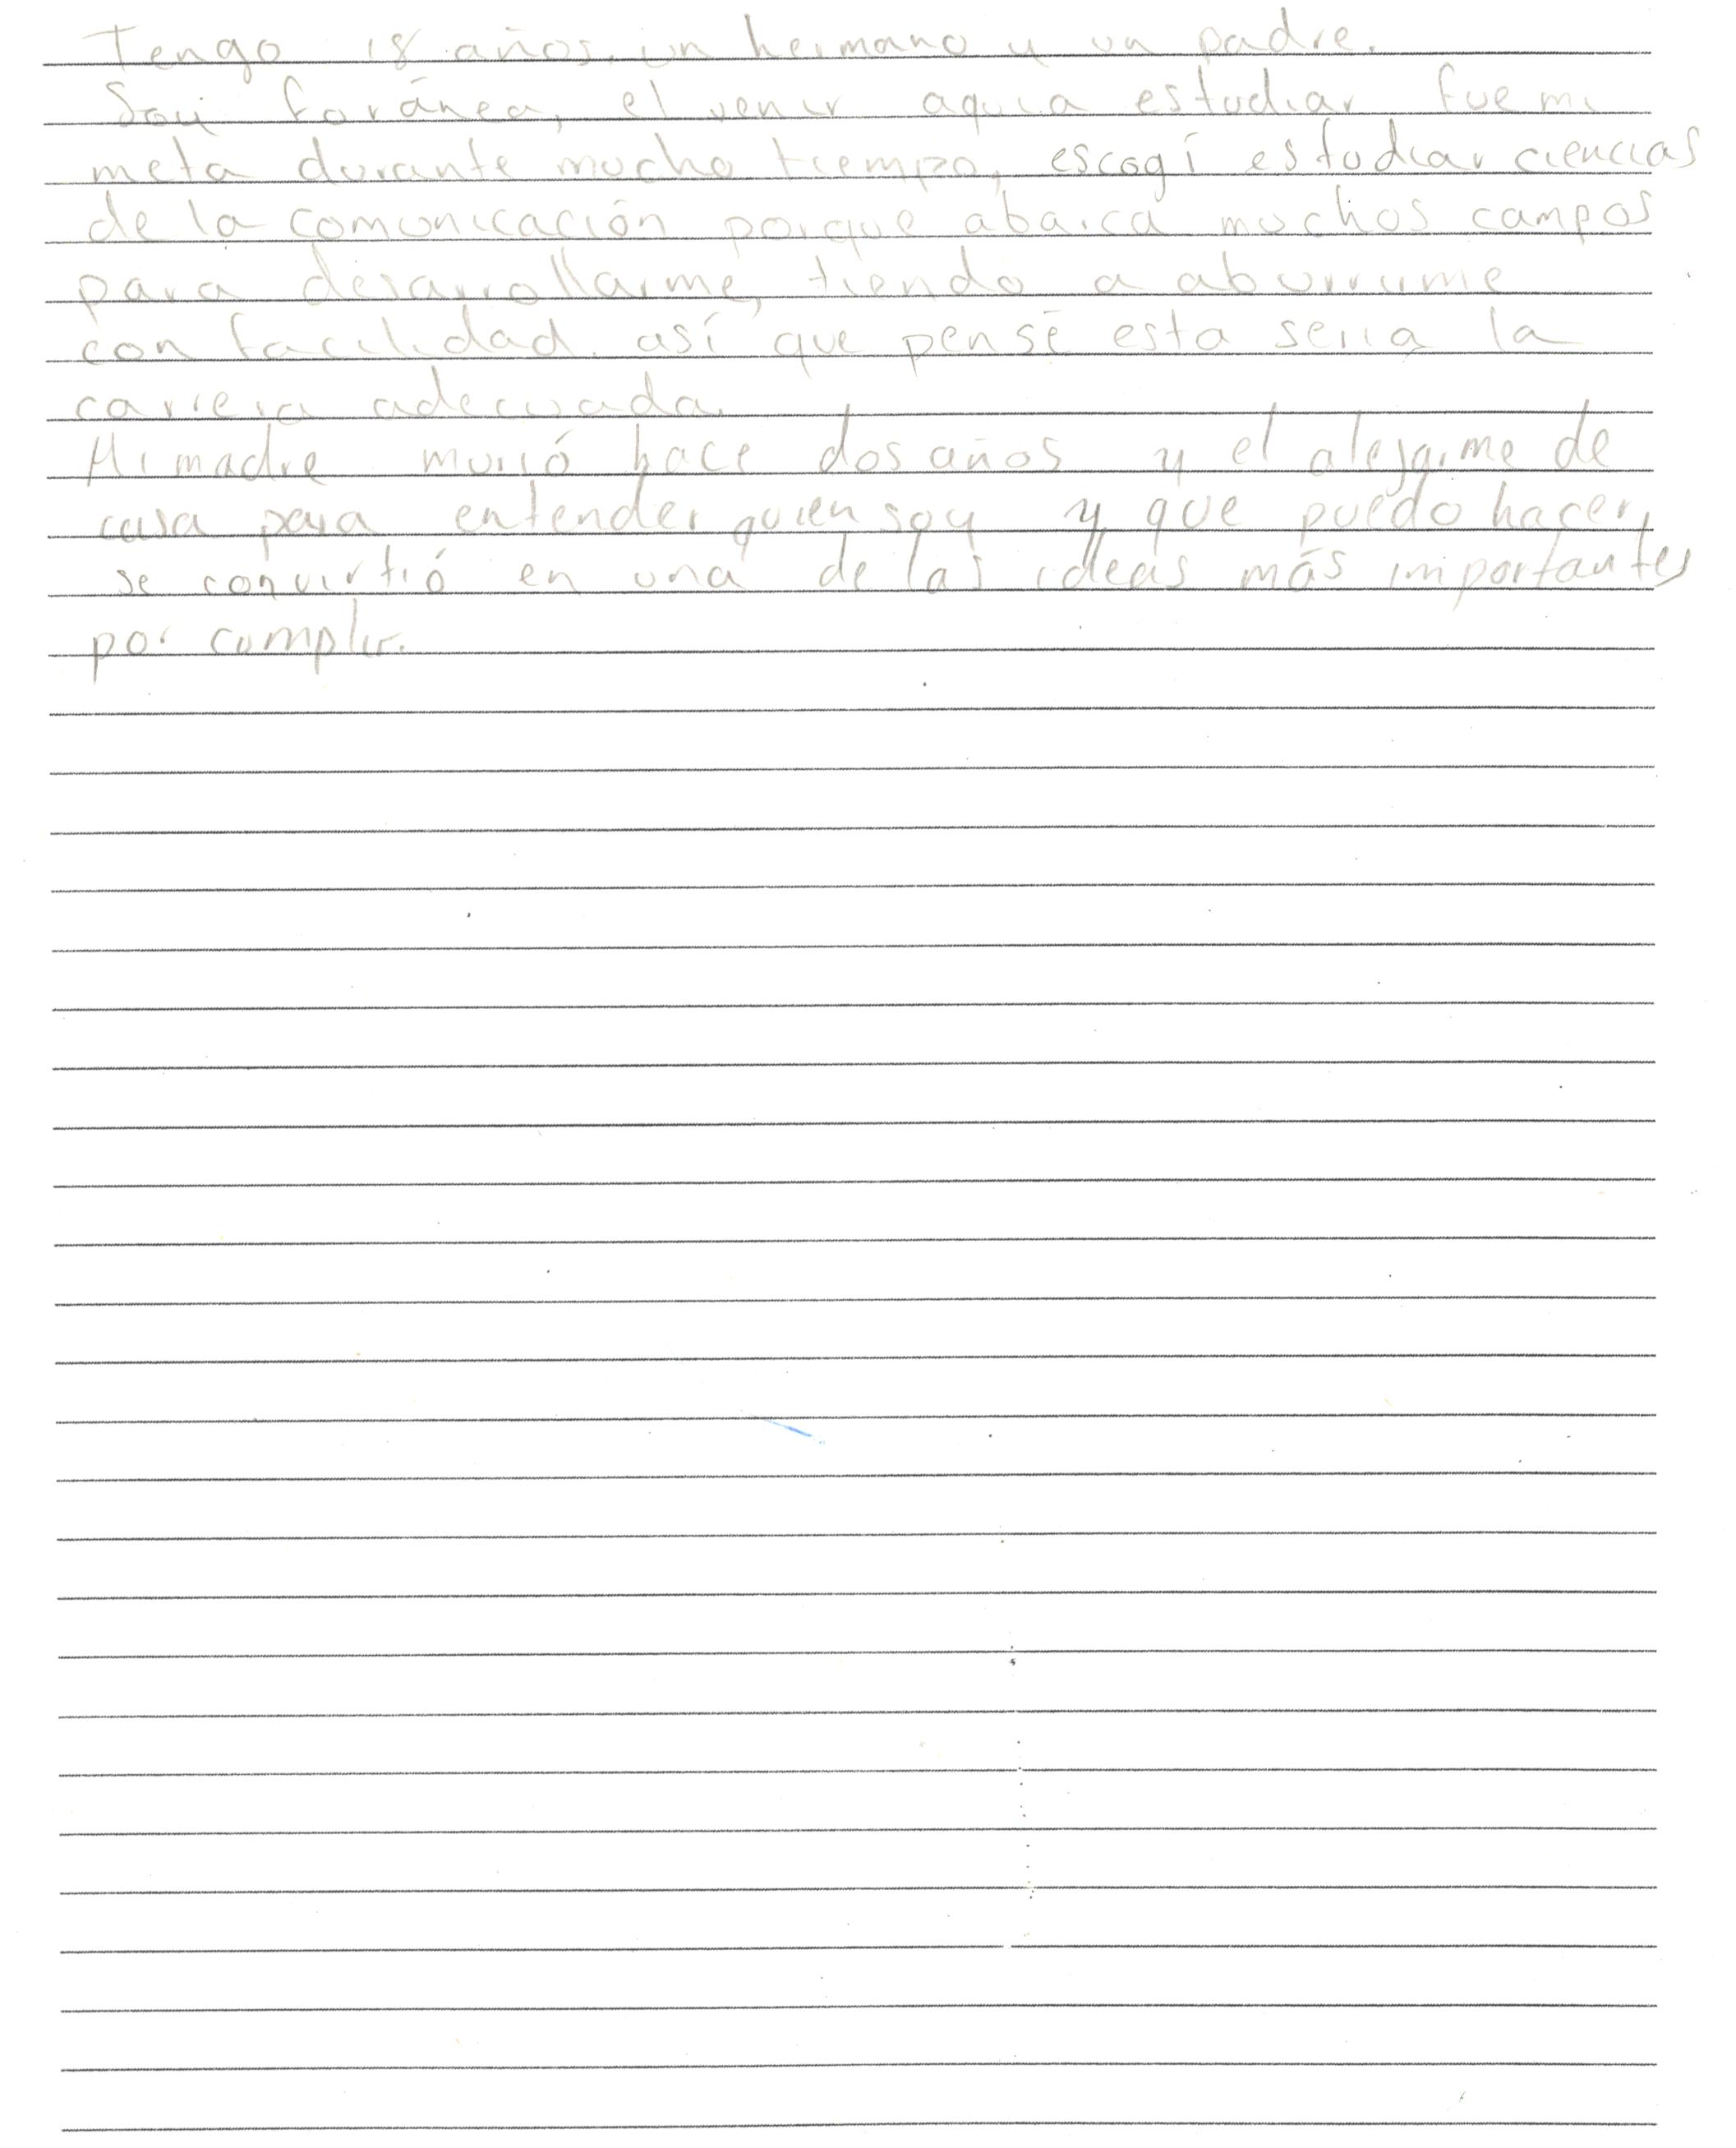 Tengo 18 años, un hermano y un padre.
Soy foránea, el venir aqui a estudiar fue mi
meta durante mucho tiempo, escogí estudiar ciencias
de la comunicación porque abarca muchos campos
para desarrollarme, tiendo a aburrirme
con facilidad, así que pensé esta seria la
carrera adecuada.
Mi madre murió hace dos años y el alejarme de
casa para entender quien soy y que puedo hacer,
se convirtió en una de las ideas más importantes
por cumplir.